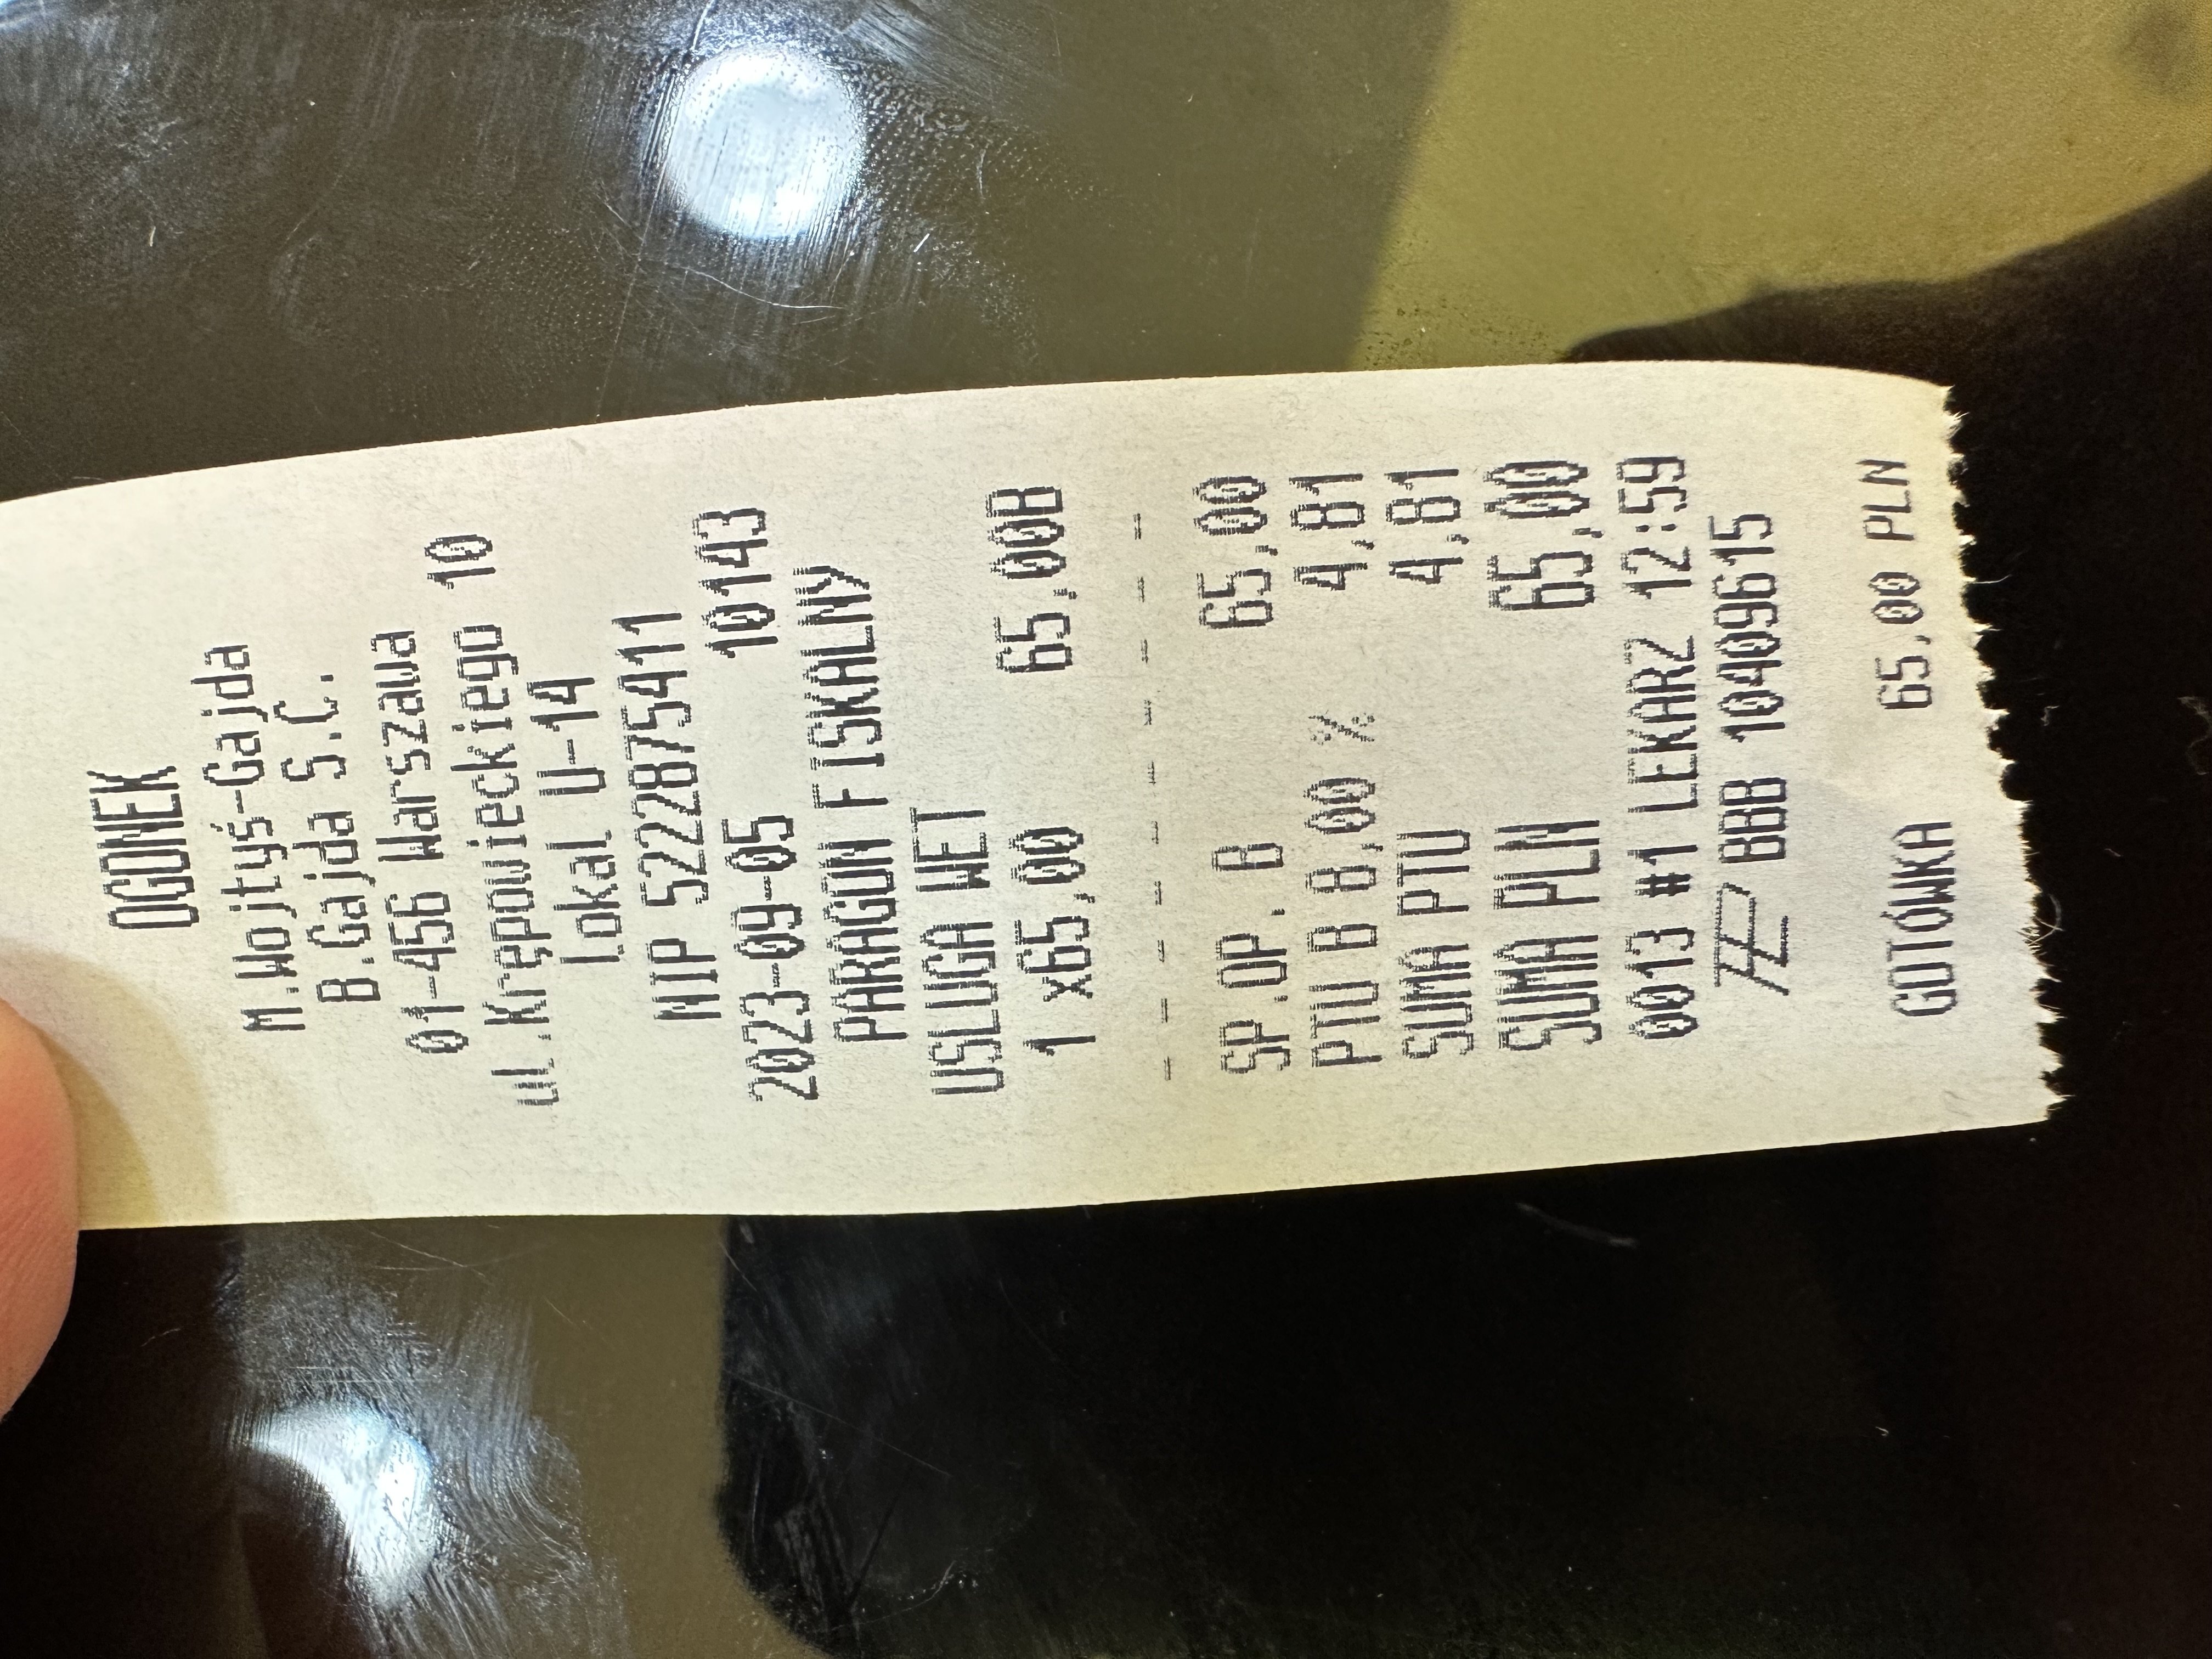 OGONEK
M.Wojtyś-Gajda
B.Gajda S.C.
01-456 Warszawa
ul.Krępowieckiego 10
Lokal U-14
NIP 5222875411
2023-09-05 10143
PARAGON FISKALNY
USŁUGA WET
1 x65,00 65,00B
SP.OP. B 65,00
PTU B 8,00 % 4,81
SUMA PTU 4,81
SUMA PLN 65,00
0013 #1 LEKARZ 12:59
BBB 10409615
GOTÓWKA 65,00 PLN